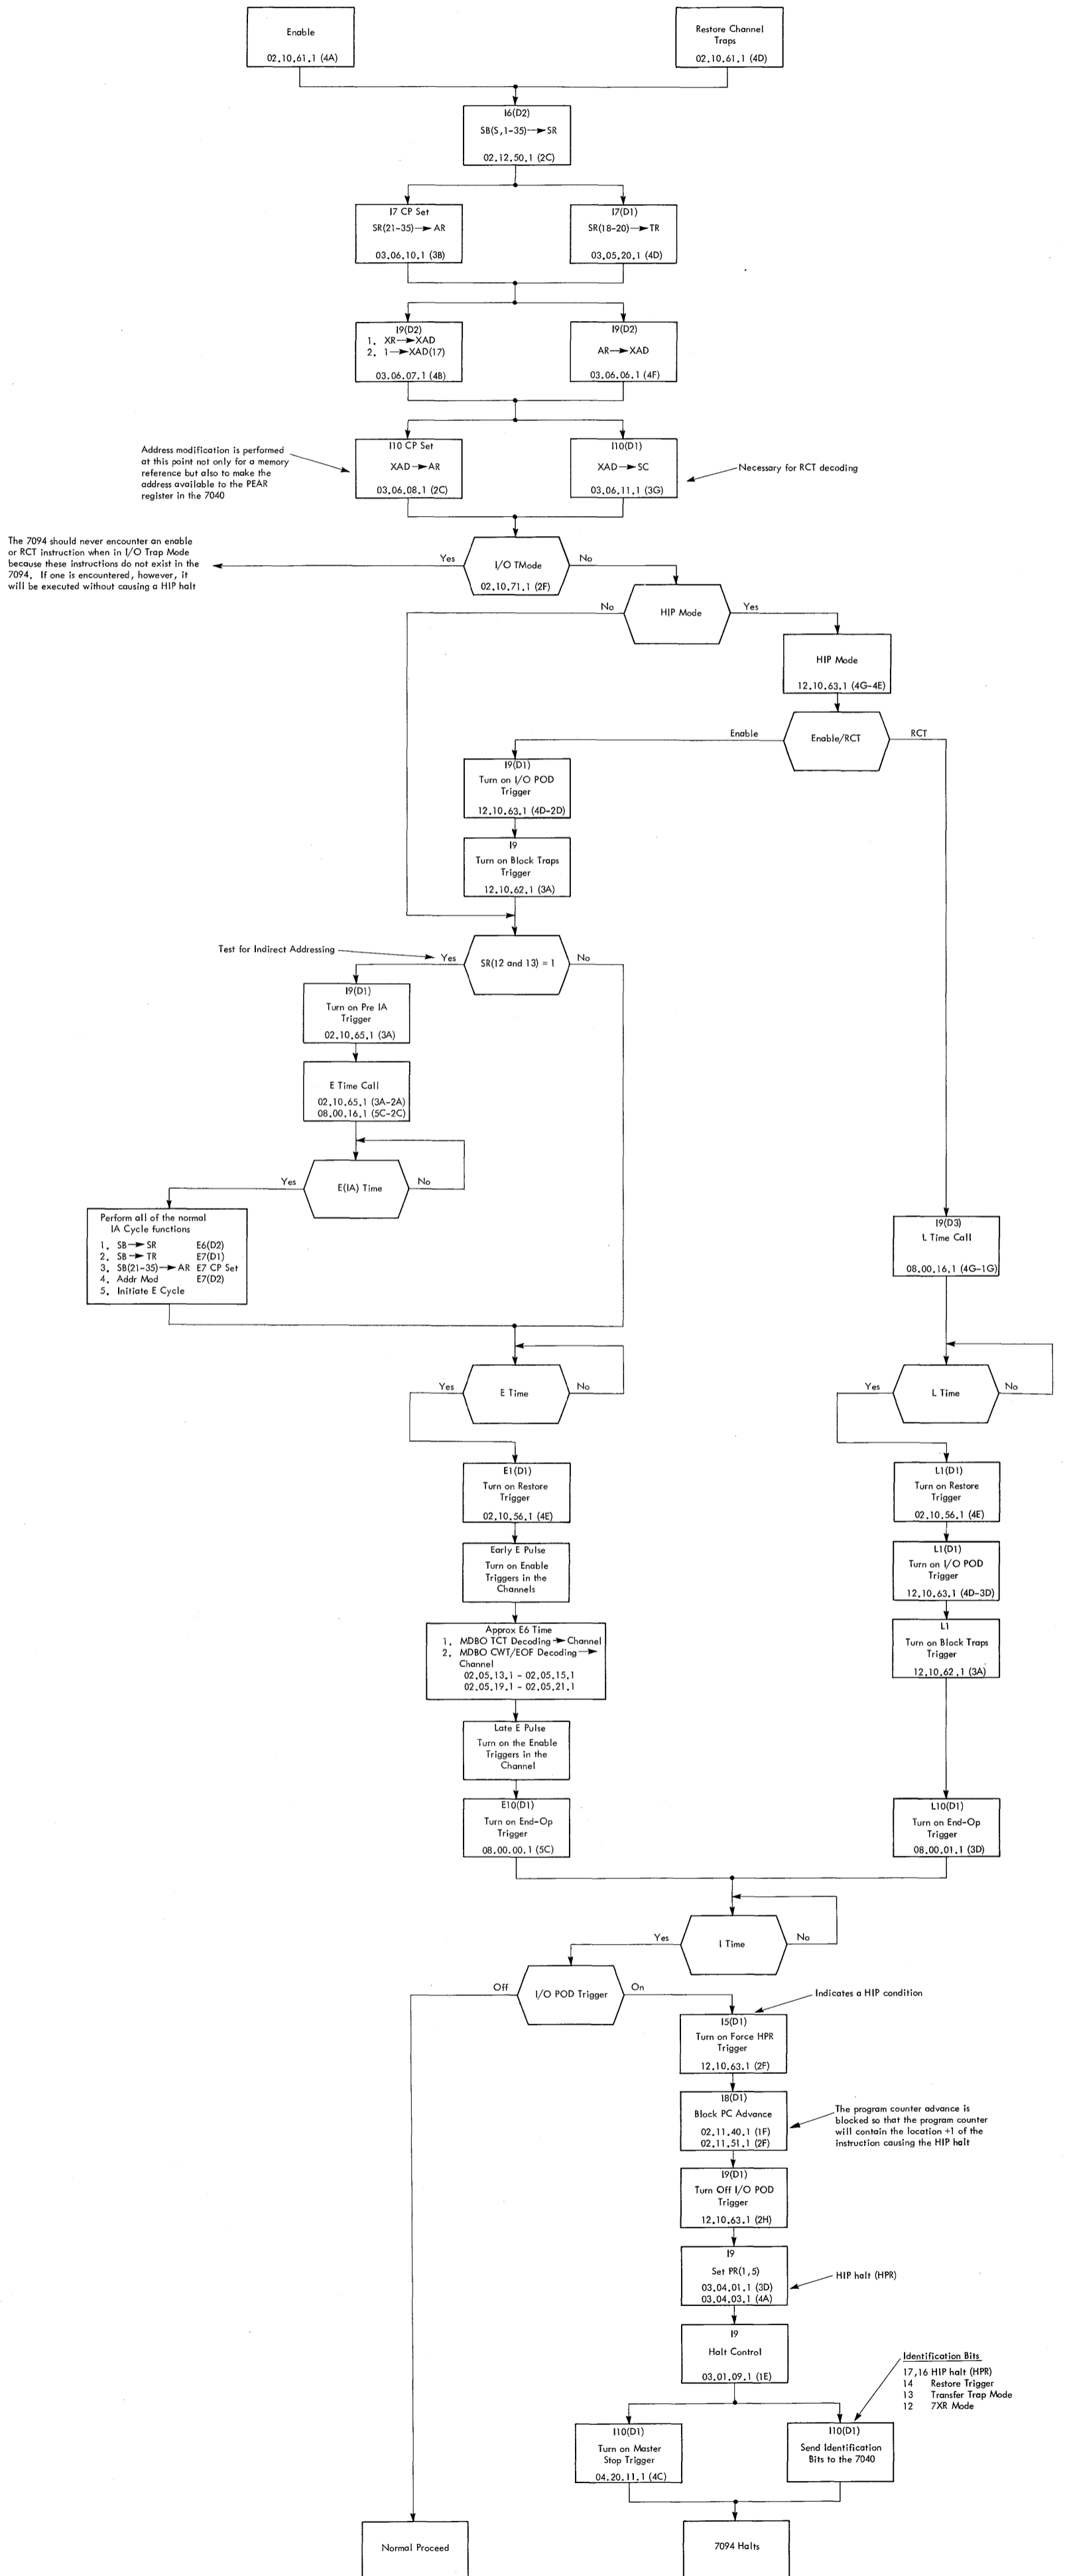 Enable
02.10.61.1 (4A)
Restore Channel
Traps
02.10.61.1 (4D)
I6(D2)
SB(S,1-35)→SR
02.12.50.1 (2C)
I7 CP Set
SR(21-35)→AR
03.06.10.1 (3B)
I7(D1)
SR(18-20)→TR
03.05.20.1 (4D)
I9(D2)
1. XR→XAD
2. 1→XAD(17)
03.06.07.1 (4B)
I9(D2)
AR→XAD
03.06.06.1 (4F)
Address modification is performed
at this point not only for a memory
reference but also to make the
address available to the PEAR
register in the 7040
I10 CP Set
XAD→AR
03.06.08.1 (2C)
I10(D1)
XAD→SC
03.06.11.1 (3G)
Necessary for RCT decoding
The 7094 should never encounter an enable
or RCT instruction when in I/O Trap Mode
because these instructions do not exist in the
7094. If one is encountered, however, it
will be executed without causing a HIP halt
Yes
I/O TMode
02.10.71.1 (2F)
No
No
HIP Mode
Yes
HIP Mode
12.10.63.1 (4G-4E)
Enable
Enable/RCT
RCT
I9(D1)
Turn on I/O POD
Trigger
12.10.63.1 (4D-2D)
I9
Turn on Block Traps
Trigger
12.10.62.1 (3A)
Test for Indirect Addressing
Yes
SR(12 and 13) = 1
No
I9(D1)
Turn on Pre IA
Trigger
02.10.65.1 (3A)
E Time Call
02.10.65.1 (3A-2A)
08.00.16.1 (5C-2C)
Yes
E(IA) Time
No
Perform all of the normal
IA Cycle functions
1. SB→SR E6(D2)
2. SB→TR E7(D1)
3. SB(21-35)→AR E7 CP Set
4. Addr Mod E7(D2)
5. Initiate E Cycle
I9(D3)
L Time Call
08.00.16.1 (4G-1G)
Yes
E Time
No
Yes
L Time
No
E1(D1)
Turn on Restore
Trigger
02.10.56.1 (4E)
L1(D1)
Turn on Restore
Trigger
02.10.56.1 (4E)
Early E Pulse
Turn on Enable
Triggers in the
Channels
L1(D1)
Turn on I/O POD
Trigger
12.10.63.1 (4D-3D)
Approx E6 Time
1. MDBO TCT Decoding→Channel
2. MDBO CWT/EOF Decoding→
Channel
02.05.13.1 - 02.05.15.1
02.05.19.1 - 02.05.21.1
L1
Turn on Block Traps
Trigger
12.10.62.1 (3A)
Late E Pulse
Turn on the Enable
Triggers in the
Channel
E10(D1)
Turn on End-Op
Trigger
08.00.00.1 (5C)
L10(D1)
Turn on End-Op
Trigger
08.00.01.1 (3D)
Yes
I Time
No
Off
I/O POD Trigger
On
Indicates a HIP condition
I5(D1)
Turn on Force HPR
Trigger
12.10.63.1 (2F)
I8(D1)
Block PC Advance
02.11.40.1 (1F)
02.11.51.1 (2F)
The program counter advance is
blocked so that the program counter
will contain the location +1 of the
instruction causing the HIP halt
I9(D1)
Turn Off I/O POD
Trigger
12.10.63.1 (2H)
I9
Set PR(1,5)
03.04.01.1 (3D)
03.04.03.1 (4A)
HIP halt (HPR)
I9
Halt Control
03.01.09.1 (1E)
Identification Bits
17,16 HIP halt (HPR)
14 Restore Trigger
13 Transfer Trap Mode
12 7XR Mode
I10(D1)
Turn on Master
Stop Trigger
04.20.11.1 (4C)
I10(D1)
Send Identification
Bits to the 7040
Normal Proceed
7094 Halts